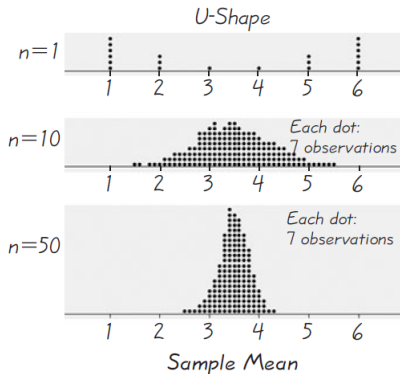 U-Shape
n=1
1 2 3 4 5 6
Each dot:
n=10
7 observations
1 2 3 4 5 6
Each dot:
n=50
7 observations
1 2 3 4 5 6
Sample Mean